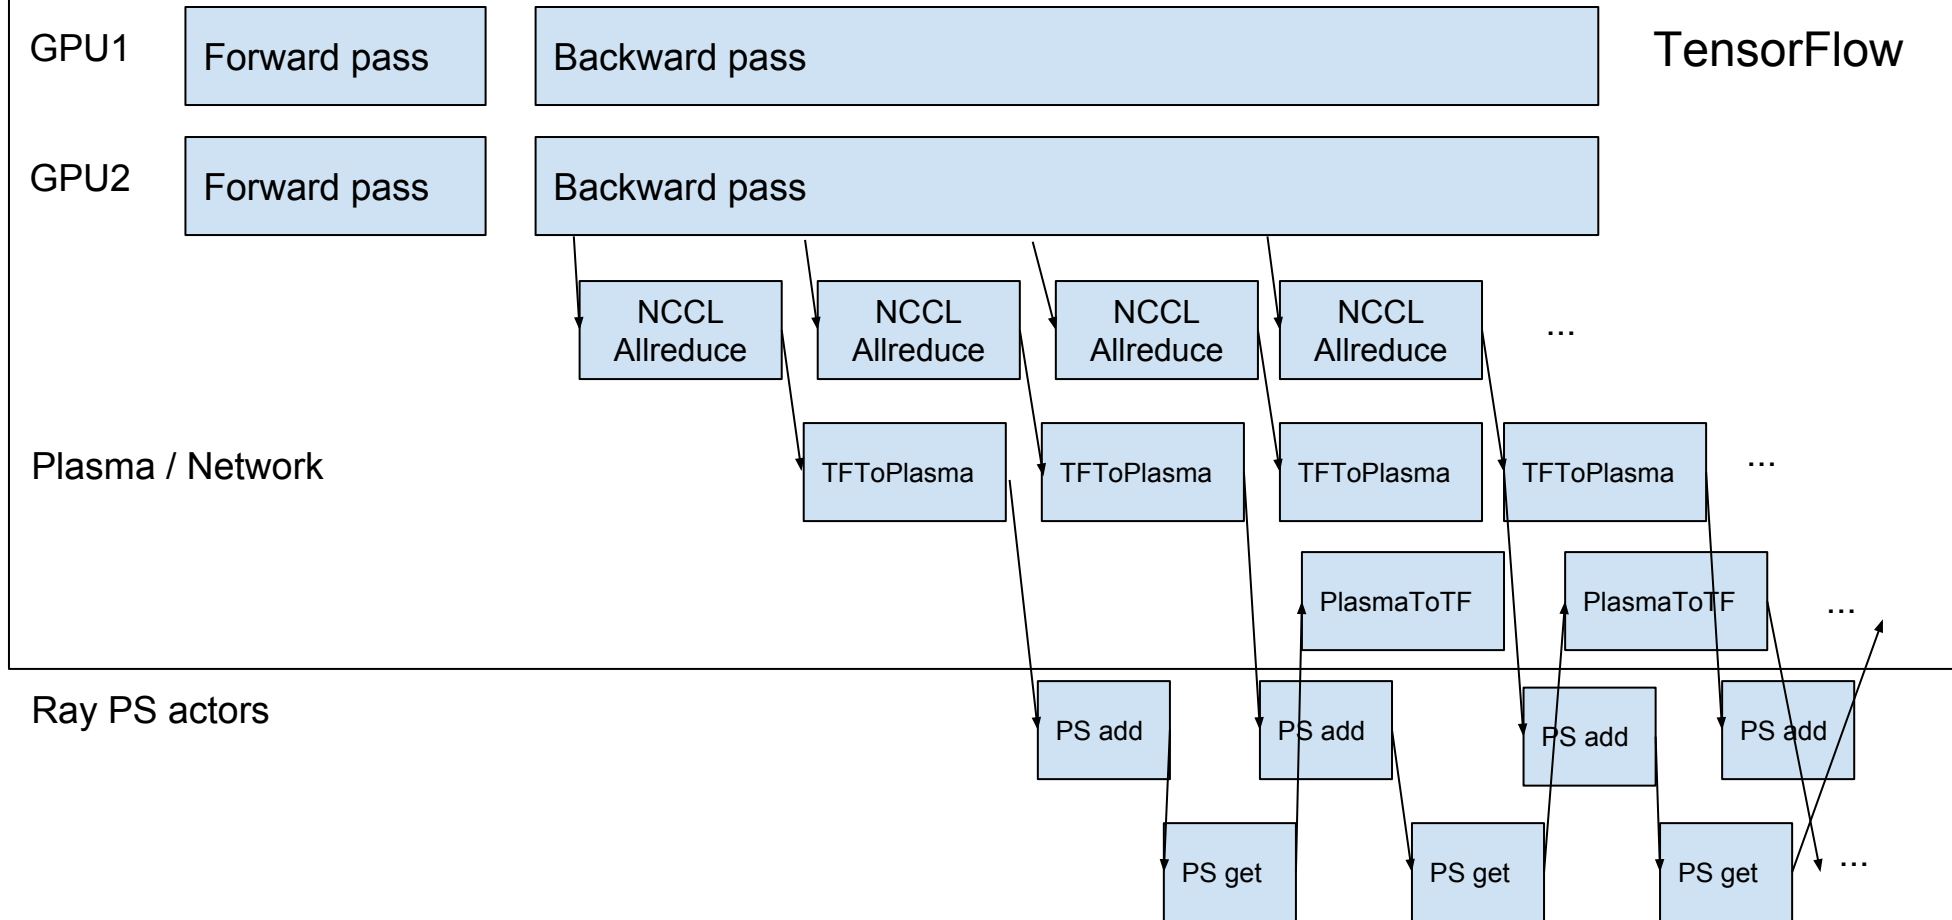 GPU1
Forward pass
Backward pass
TensorFlow
GPU2
Forward pass
Backward pass
NCCL
Allreduce
NCCL
Allreduce
NCCL
Allreduce
NCCL
Allreduce
...
Plasma / Network
TFToPlasma
TFToPlasma
TFToPlasma
TFToPlasma
...
PlasmaToTF
PlasmaToTF
...
Ray PS actors
PS add
PS add
PS add
PS add
PS get
PS get
PS get
...